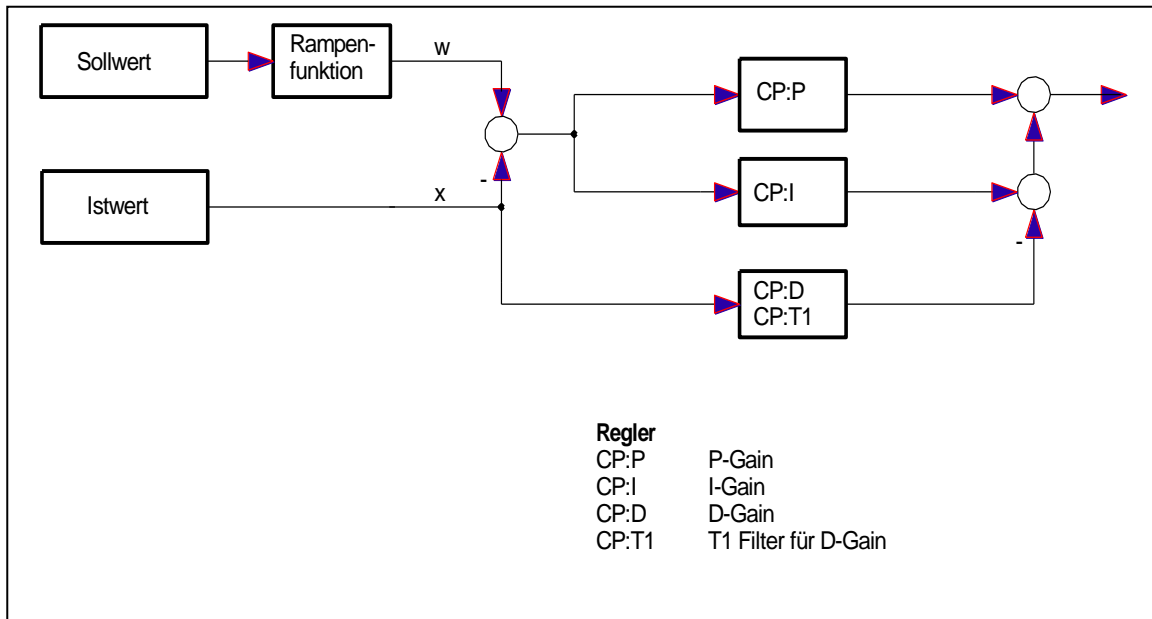 Sollwert
Rampen-
funktion
w
CP:P
-
Istwert
x
CP:I
-
CP:D
CP:T1
Regler
CP:P P-Gain
CP:I I-Gain
CP:D D-Gain
CP:T1 T1 Filter für D-Gain